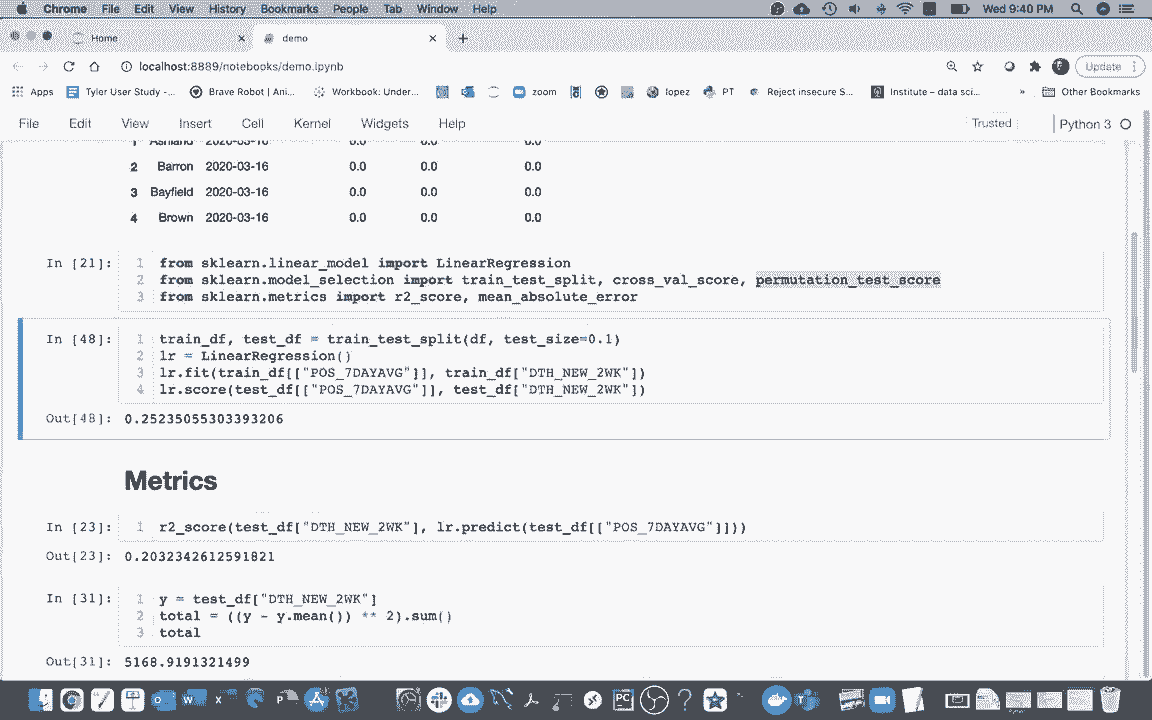 Chrome File Edit View History Bookmarks People Tab Window Help Wed 9:40 PM
Home demo
localhost:8889/notebooks/demo.ipynb Update
Apps Tyler User Study -... Brave Robot | Ani... Workbook: Under... zoom lopez PT Reject insecure S... Institute – data sci... » Other Bookmarks
File Edit View Insert Cell Kernel Widgets Help Trusted Python 3
1 Ashland 2020-03-16 0.0 0.0 0.0
2 Barron 2020-03-16 0.0 0.0 0.0
3 Bayfield 2020-03-16 0.0 0.0 0.0
4 Brown 2020-03-16 0.0 0.0 0.0
In [21]: 1 from sklearn.linear_model import LinearRegression
2 from sklearn.model_selection import train_test_split, cross_val_score, permutation_test_score
3 from sklearn.metrics import r2_score, mean_absolute_error
In [48]: 1 train_df, test_df = train_test_split(df, test_size=0.1)
2 lr = LinearRegression()
3 lr.fit(train_df[["POS_7DAYAVG"]], train_df["DTH_NEW_2WK"])
4 lr.score(test_df[["POS_7DAYAVG"]], test_df["DTH_NEW_2WK"])
Out[48]: 0.25235055303393206
Metrics
In [23]: 1 r2_score(test_df["DTH_NEW_2WK"], lr.predict(test_df[["POS_7DAYAVG"]]))
Out[23]: 0.2032342612591821
In [31]: 1 y = test_df["DTH_NEW_2WK"]
2 total = ((y - y.mean()) ** 2).sum()
3 total
Out[31]: 5168.9191321499